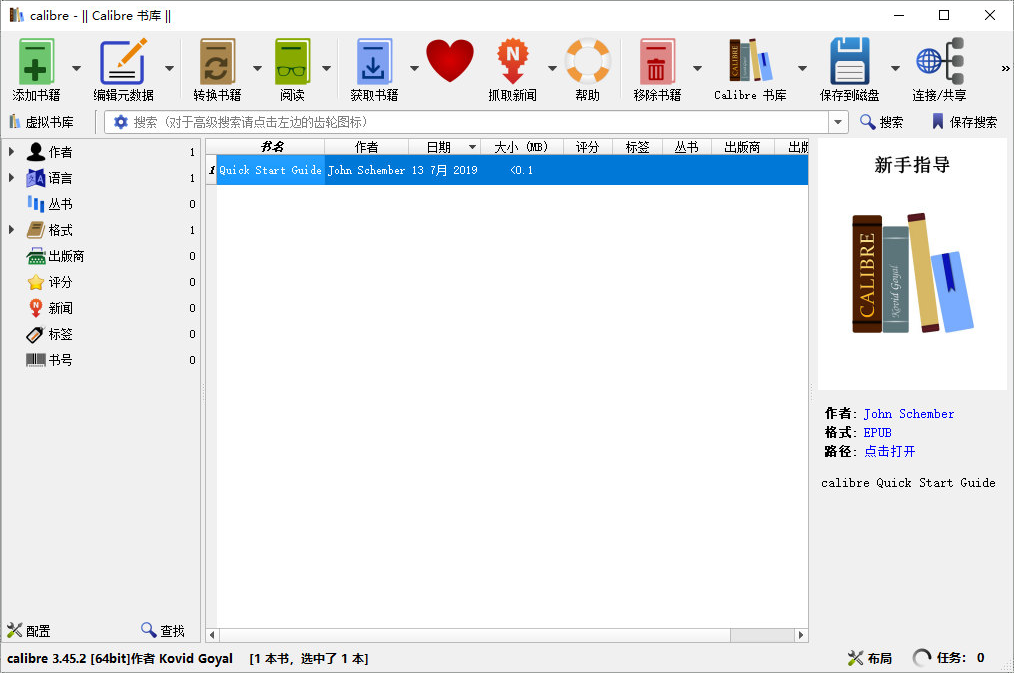 calibre - || Calibre 书库 ||
添加书籍 编辑元数据 转换书籍 阅读 获取书籍 抓取新闻 帮助 移除书籍 Calibre 书库 保存到磁盘 连接/共享 »
虚拟书库 搜索（对于高级搜索请点击左边的齿轮图标） 搜索 保存搜索
作者 1
语言 1
丛书 0
格式 1
出版商 0
评分 0
新闻 0
标签 0
书号 0
书名 作者 日期 大小 (MB) 评分 标签 丛书 出版商 出版
1 Quick Start Guide John Schember 13 7月 2019 <0.1
新手指导
CALIBRE
Kovid Goyal
作者: John Schember
格式: EPUB
路径: 点击打开
calibre Quick Start Guide
配置 查找
calibre 3.45.2 [64bit]作者 Kovid Goyal [1 本书，选中了 1 本] 布局 任务: 0